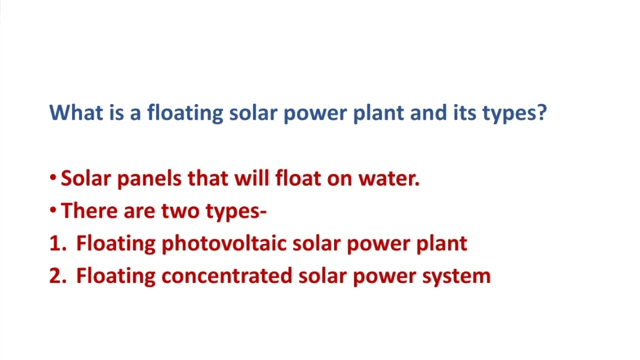 What is a floating solar power plant and its types?
• Solar panels that will float on water.
• There are two types-
1. Floating photovoltaic solar power plant
2. Floating concentrated solar power system